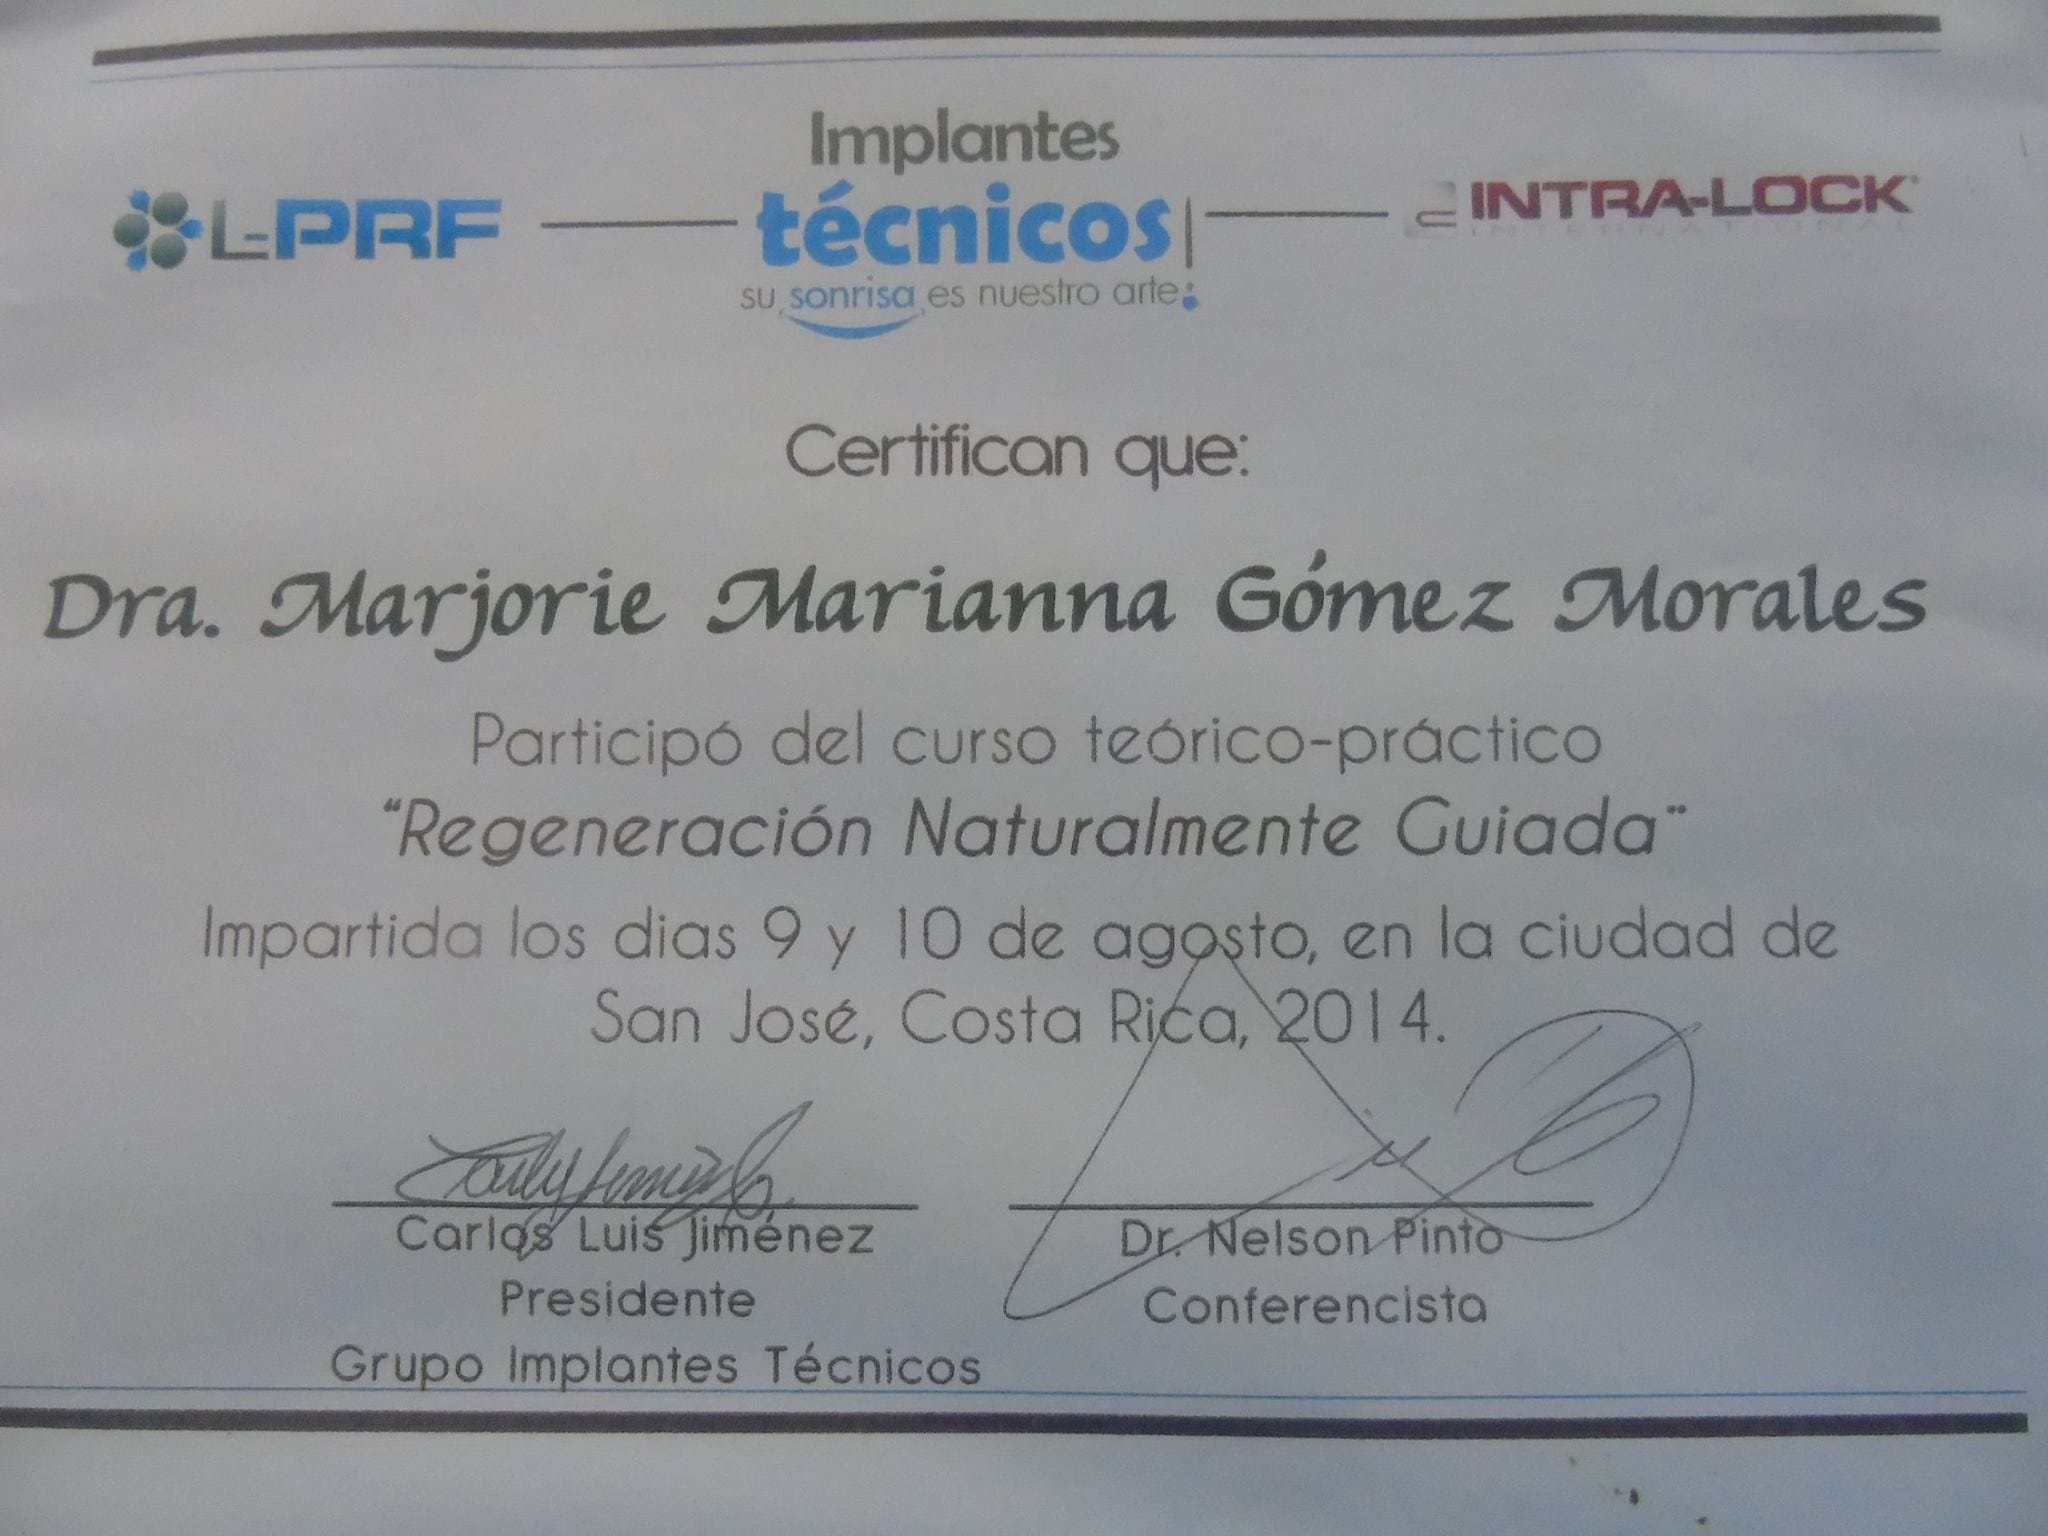 L-PRF
Implantes
técnicos
su sonrisa es nuestro arte
INTRA-LOCK
INTERNATIONAL
Certifican que:
Dra. Marjorie Marianna Gómez Morales
Participó del curso teórico-práctico
“Regeneración Naturalmente Guiada¨
Impartida los dias 9 y 10 de agosto, en la ciudad de
San José, Costa Rica, 2014.
Carlos Luis Jiménez
Presidente
Grupo Implantes Técnicos
Dr. Nelson Pinto
Conferencista